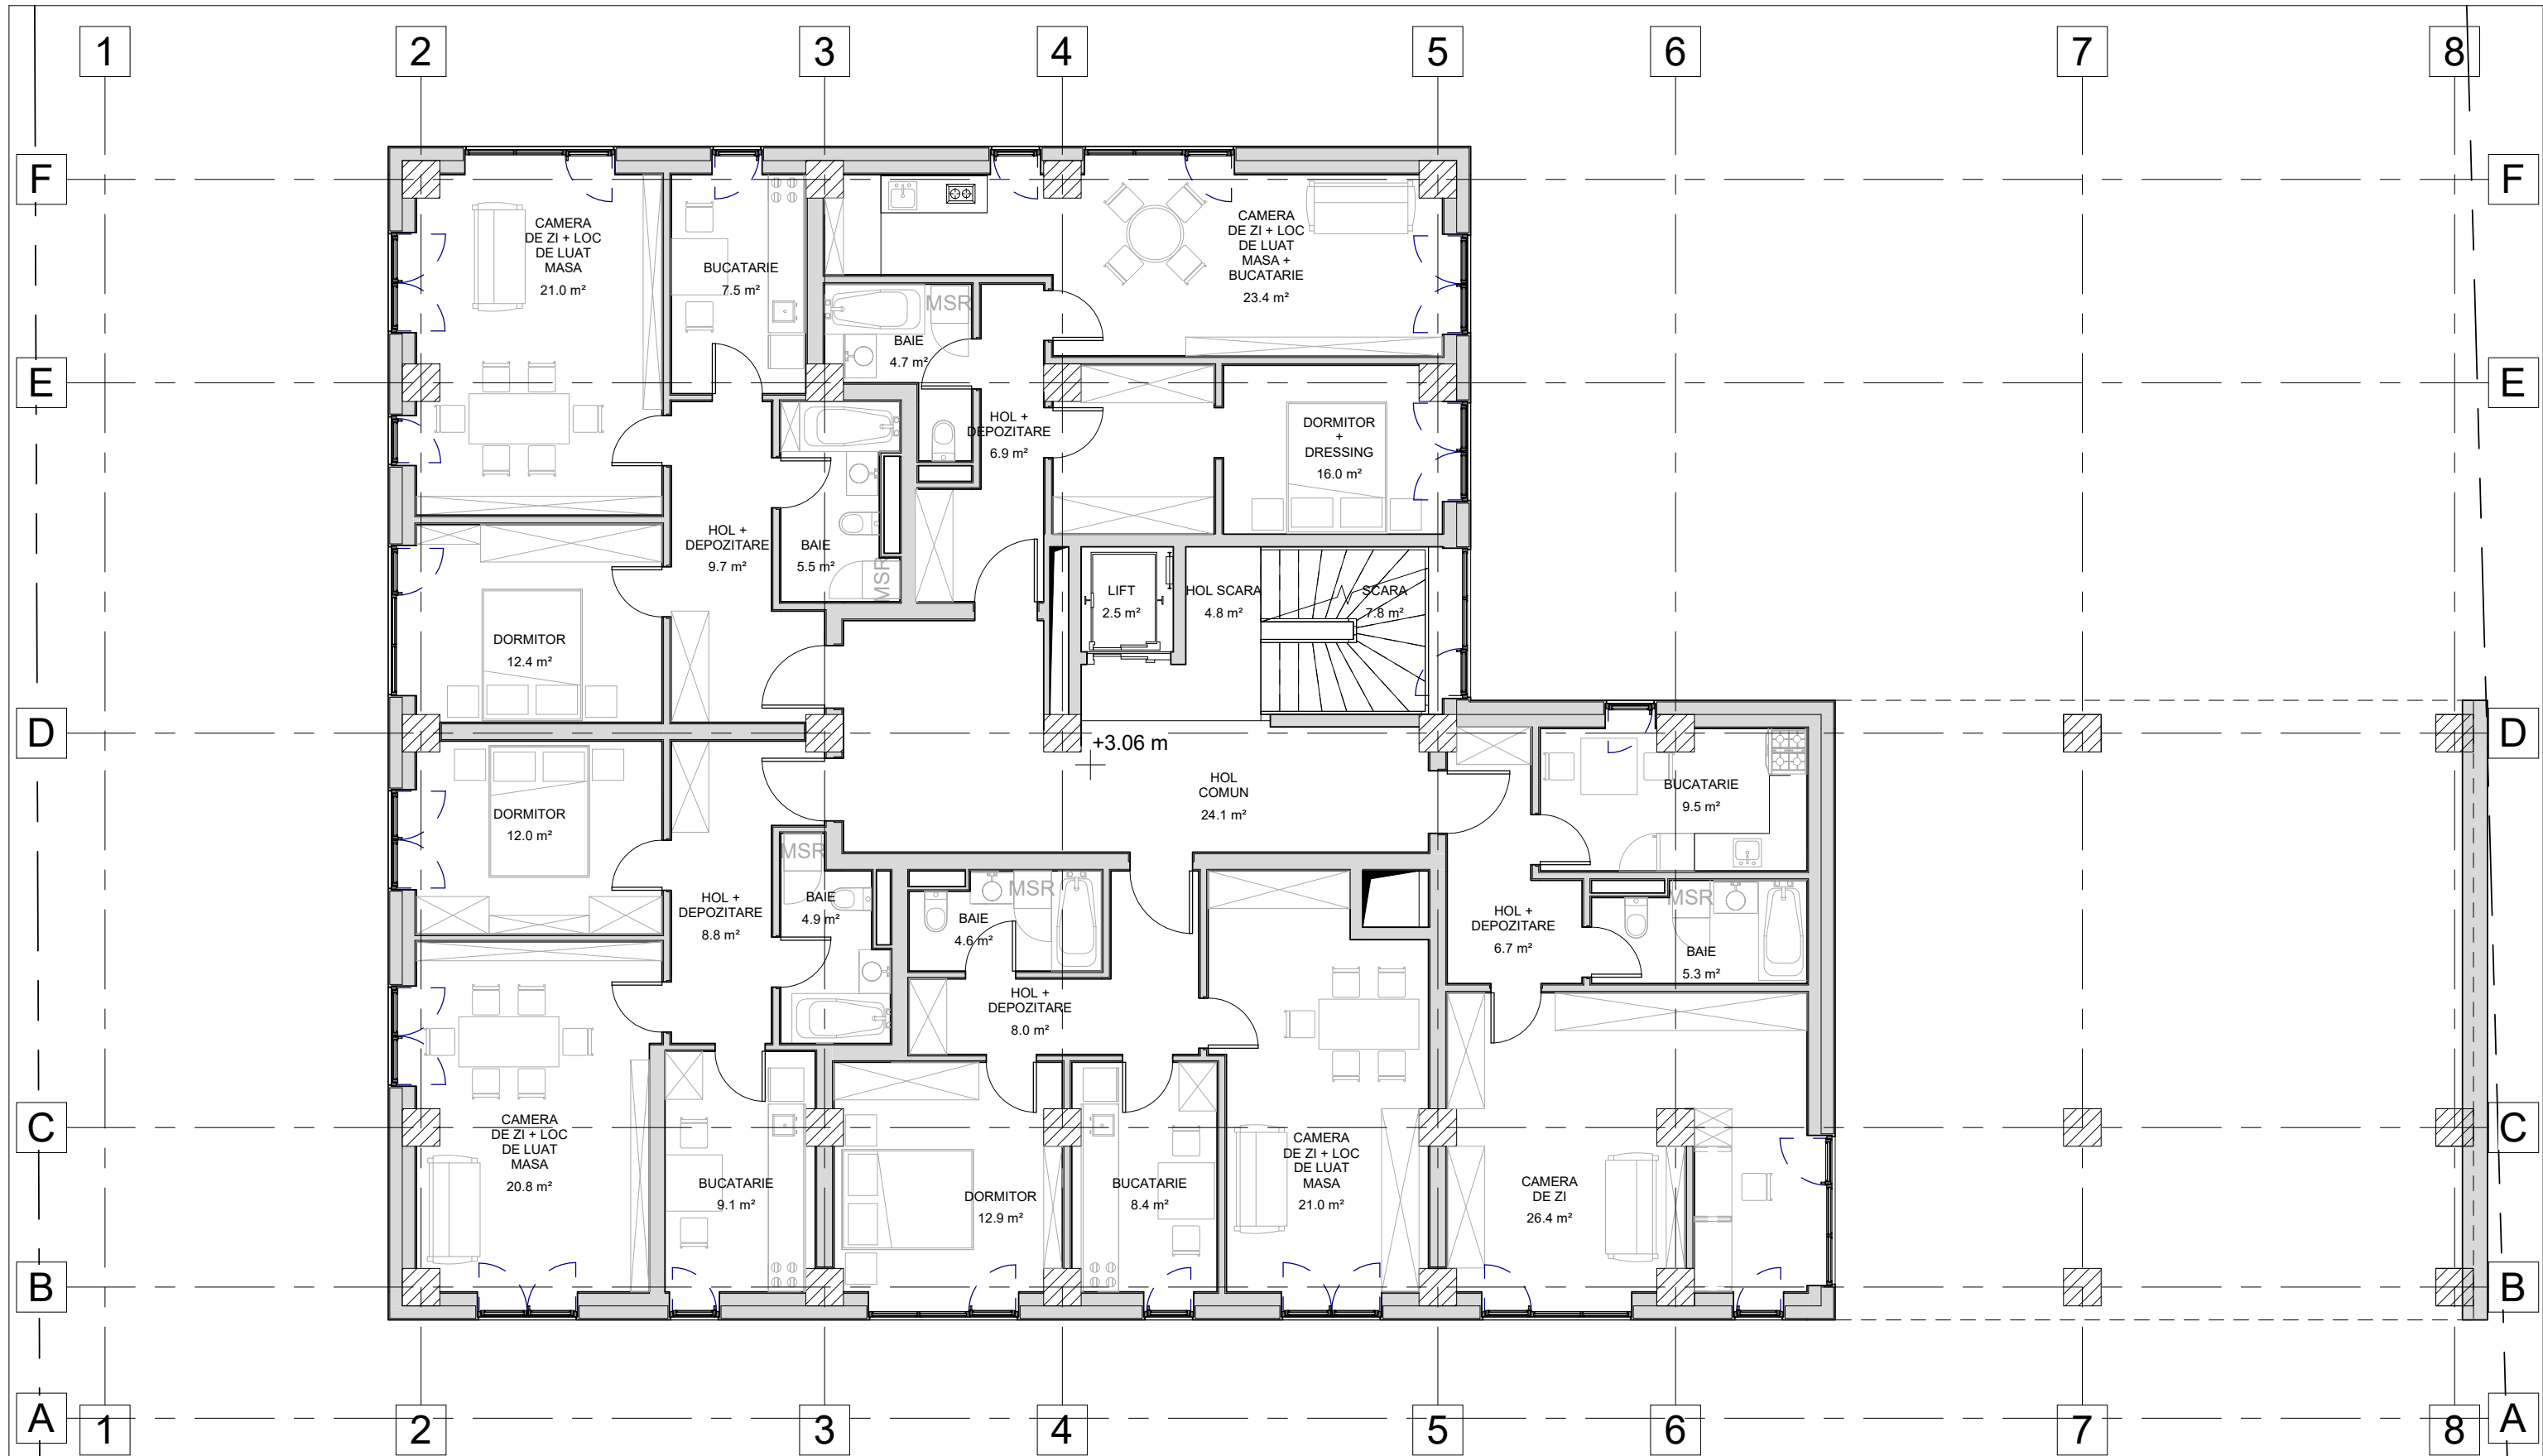 1 2 3 4 5 6 7 8
F F
CAMERA
DE ZI + LOC
DE LUAT
MASA
21.0 m²
BUCATARIE
7.5 m²
CAMERA
DE ZI + LOC
DE LUAT
MASA +
BUCATARIE
23.4 m²
MSR
BAIE
4.7 m²
E E
HOL +
DEPOZITARE
6.9 m²
DORMITOR
+
DRESSING
16.0 m²
HOL +
DEPOZITARE
9.7 m²
BAIE
5.5 m²
MSR
LIFT
2.5 m²
HOL SCARA
4.8 m²
SCARA
7.8 m²
DORMITOR
12.4 m²
D D
+3.06 m
HOL
COMUN
24.1 m²
BUCATARIE
9.5 m²
DORMITOR
12.0 m²
MSR
BAIE
4.9 m²
HOL +
DEPOZITARE
8.8 m²
MSR
BAIE
4.6 m²
HOL +
DEPOZITARE
8.0 m²
HOL +
DEPOZITARE
6.7 m²
MSR
BAIE
5.3 m²
C C
CAMERA
DE ZI + LOC
DE LUAT
MASA
20.8 m²
BUCATARIE
9.1 m²
DORMITOR
12.9 m²
BUCATARIE
8.4 m²
CAMERA
DE ZI + LOC
DE LUAT
MASA
21.0 m²
CAMERA
DE ZI
26.4 m²
B B
A A
1 2 3 4 5 6 7 8